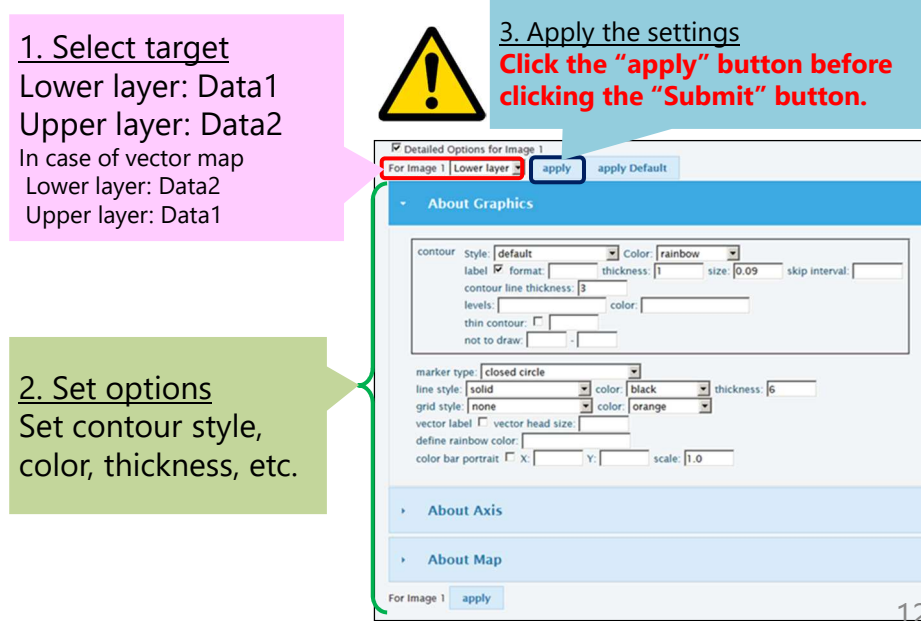 1. Select target
Lower layer: Data1
Upper layer: Data2
In case of vector map
Lower layer: Data2
Upper layer: Data1
3. Apply the settings
Click the “apply” button before
clicking the “Submit” button.
2. Set options
Set contour style,
color, thickness, etc.
Detailed Options for Image 1
For Image 1 Lower layer apply apply Default
About Graphics
contour Style: default Color: rainbow
label format: thickness: 1 size: 0.09 skip interval:
contour line thickness: 3
levels: color:
thin contour:
not to draw: -
marker type: closed circle
line style: solid color: black thickness: 6
grid style: none color: orange
vector label vector head size:
define rainbow color:
color bar portrait X: Y: scale: 1.0
About Axis
About Map
For Image 1 apply
12